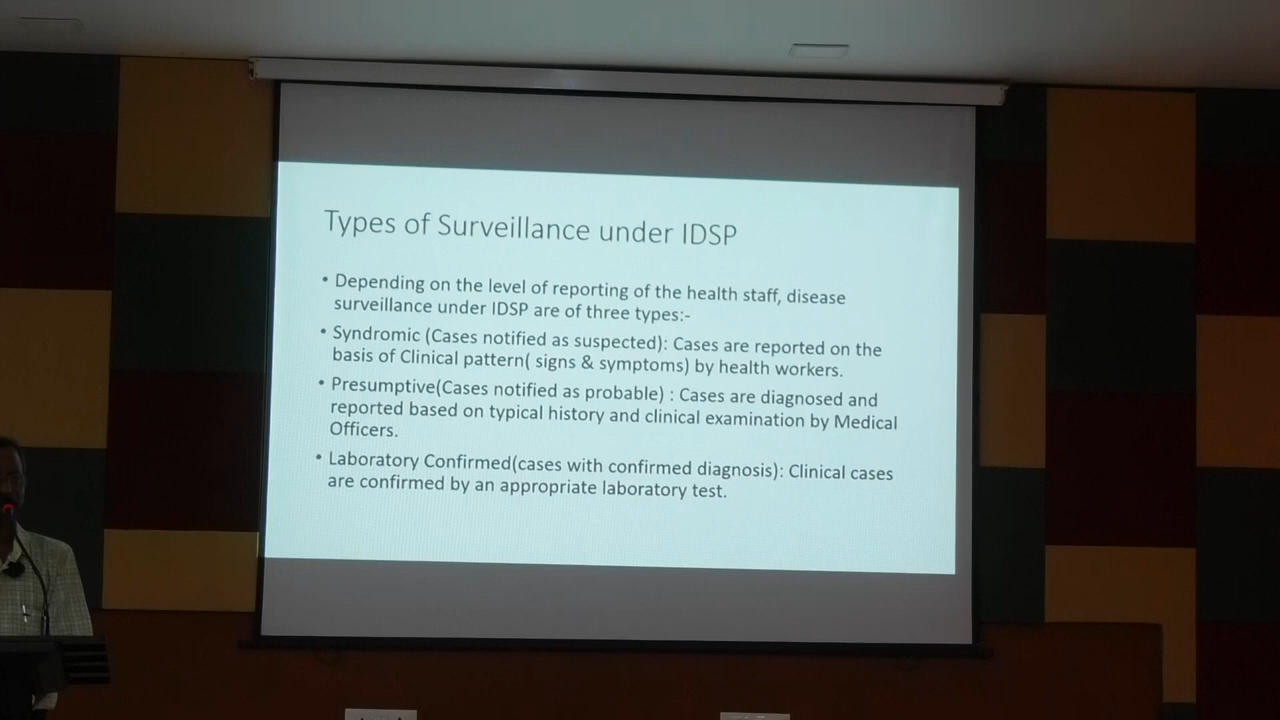 Types of Surveillance under IDSP
• Depending on the level of reporting of the health staff, disease
surveillance under IDSP are of three types:-
• Syndromic (Cases notified as suspected): Cases are reported on the
basis of Clinical pattern( signs & symptoms) by health workers.
• Presumptive(Cases notified as probable) : Cases are diagnosed and
reported based on typical history and clinical examination by Medical
Officers.
• Laboratory Confirmed(cases with confirmed diagnosis): Clinical cases
are confirmed by an appropriate laboratory test.